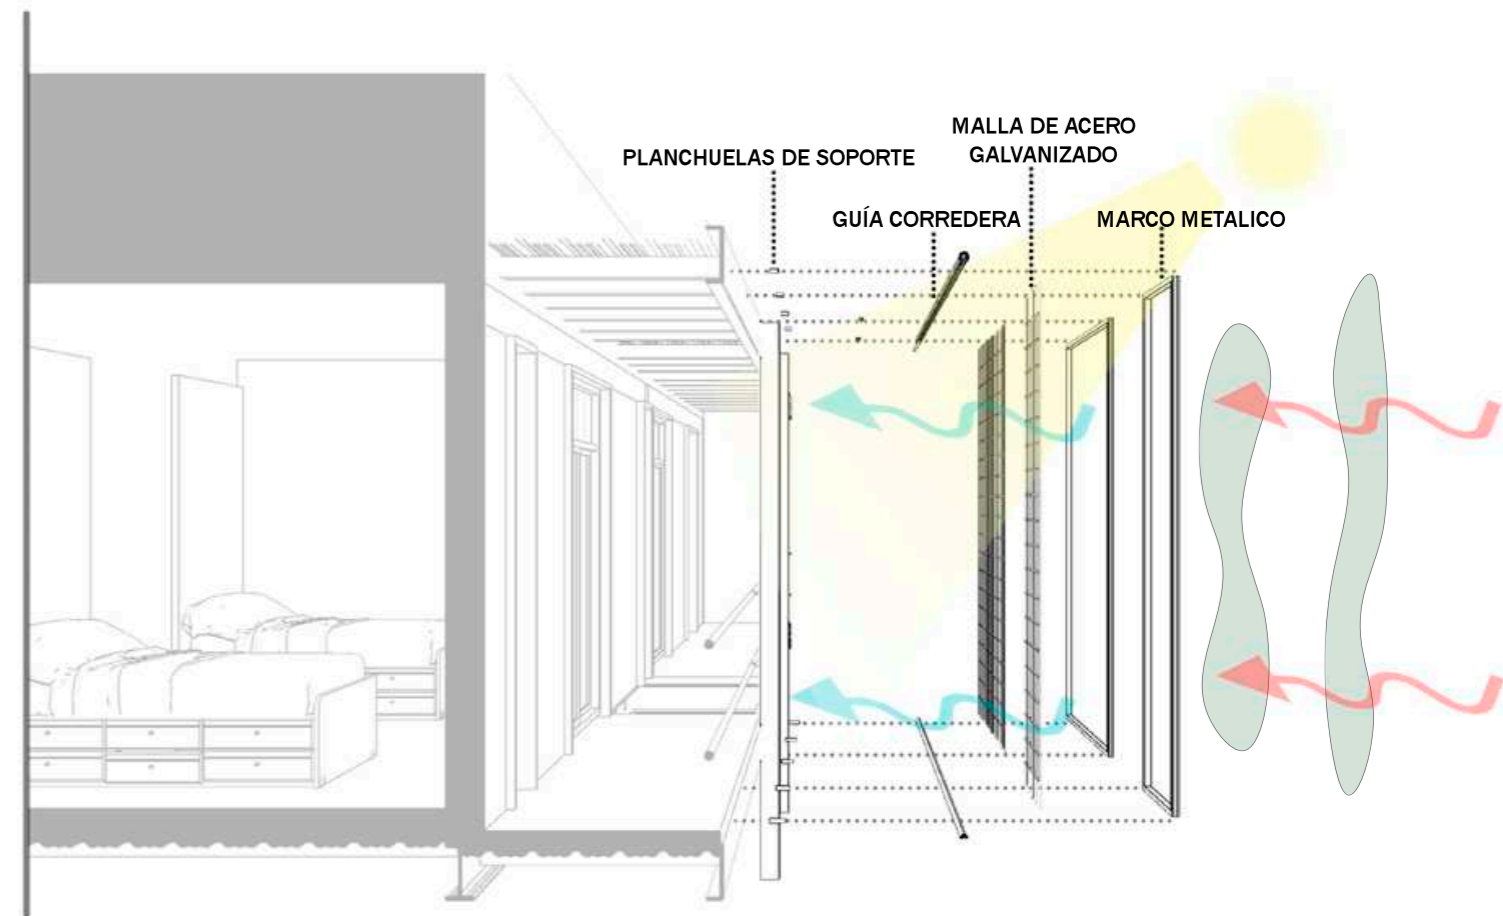 MALLA DE ACERO
GALVANIZADO
PLANCHUELAS DE SOPORTE
GUÍA CORREDERA
MARCO METALICO